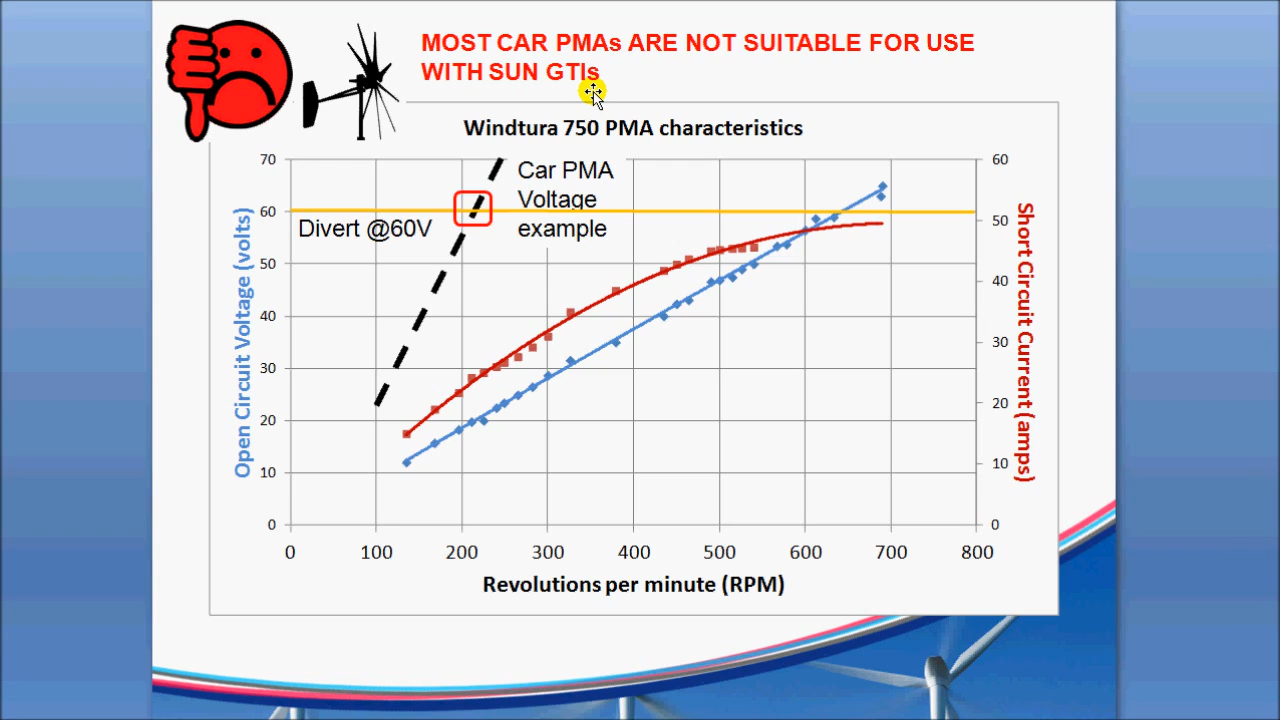 MOST CAR PMAs ARE NOT SUITABLE FOR USE
WITH SUN GTIs
Windtura 750 PMA characteristics
Car PMA
Voltage
example
Divert @60V
Open Circuit Voltage (volts)
70
60
50
40
30
20
10
0
60
50
40
30
20
10
0
Short Circuit Current (amps)
0 100 200 300 400 500 600 700 800
Revolutions per minute (RPM)